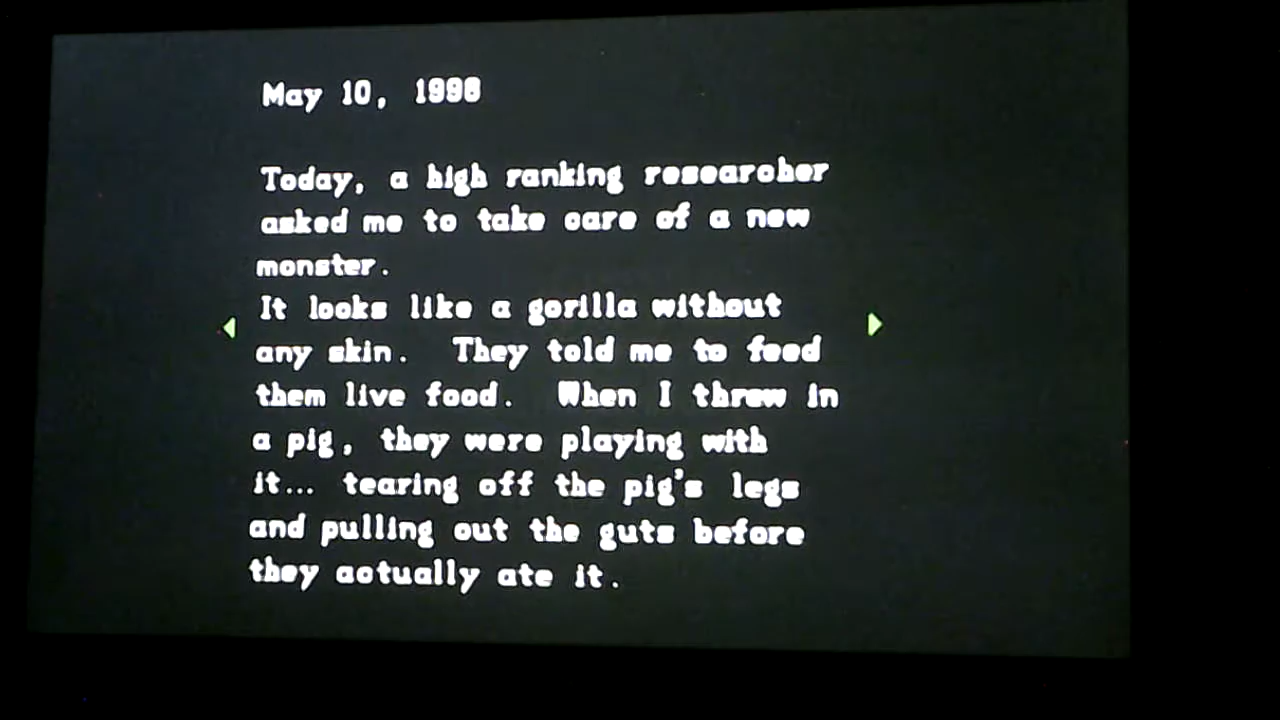 May 10, 1998
Today, a high ranking researcher
asked me to take care of a new
monster.
It looks like a gorilla without
any skin. They told me to feed
them live food. When I threw in
a pig, they were playing with
it... tearing off the pig's legs
and pulling out the guts before
they actually ate it.